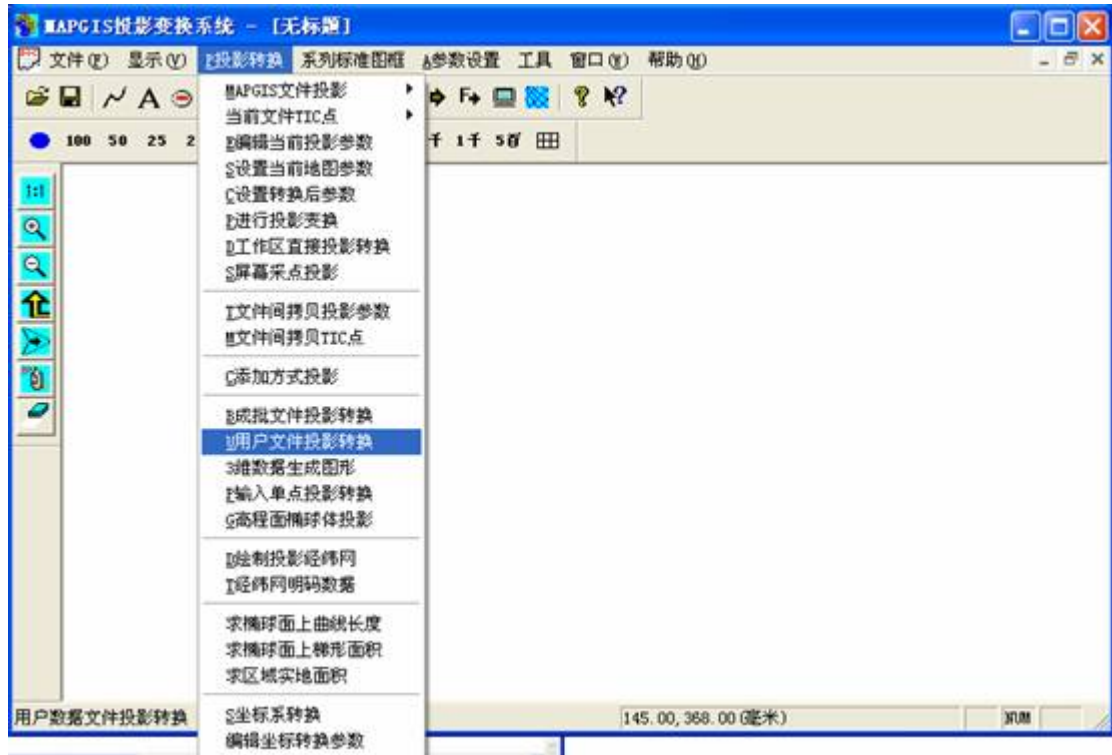 MAPGIS投影变换系统 - [无标题]
文件(F) 显示(V) P投影转换 系列标准图框 A参数设置 工具 窗口(W) 帮助(H)
100 50 25 2
千 1千 5百
1:1
MAPGIS文件投影
当前文件TIC点
E编辑当前投影参数
S设置当前地图参数
C设置转换后参数
P进行投影变换
D工作区直接投影转换
S屏幕采点投影
T文件间拷贝投影参数
M文件间拷贝TIC点
C添加方式投影
B成批文件投影转换
U用户文件投影转换
3维数据生成图形
P输入单点投影转换
G高程面椭球体投影
D绘制投影经纬网
T经纬网明码数据
求椭球面上曲线长度
求椭球面上梯形面积
求区域实地面积
S坐标系转换
编辑坐标转换参数
用户数据文件投影转换
145.00, 368.00(毫米)
NUM